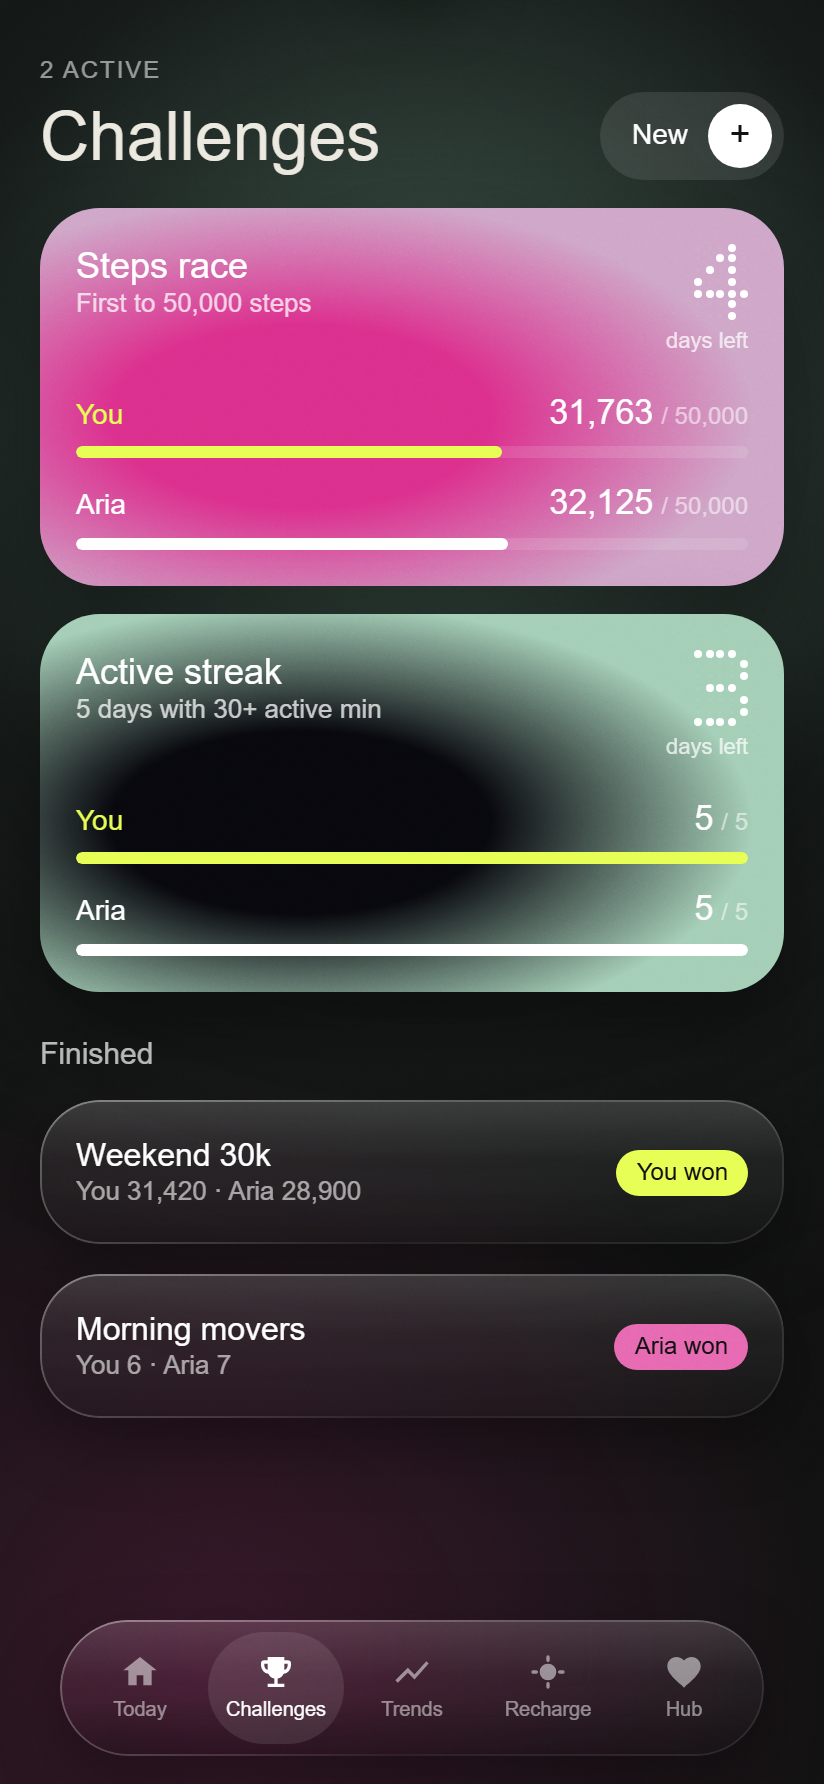 2 ACTIVE
Challenges
New +
Steps race
First to 50,000 steps
4
days left
You 31,763 / 50,000
Aria 32,125 / 50,000
Active streak
5 days with 30+ active min
3
days left
You 5 / 5
Aria 5 / 5
Finished
Weekend 30k
You 31,420 · Aria 28,900
You won
Morning movers
You 6 · Aria 7
Aria won
Today Challenges Trends Recharge Hub